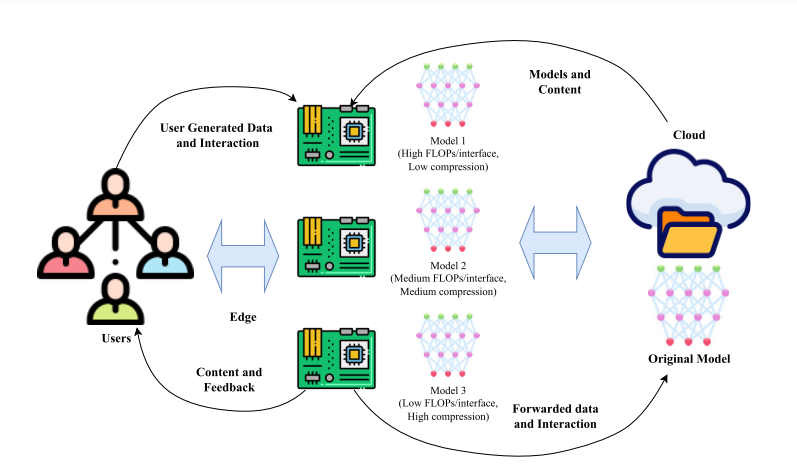 Models and
Content
User Generated Data
and Interaction
Cloud
Model 1
(High FLOPs/interface,
Low compression)
Model 2
(Medium FLOPs/interface,
Medium compression)
Edge
Users
Original Model
Content and
Feedback
Model 3
(Low FLOPs/interface,
High compression)
Forwarded data
and Interaction